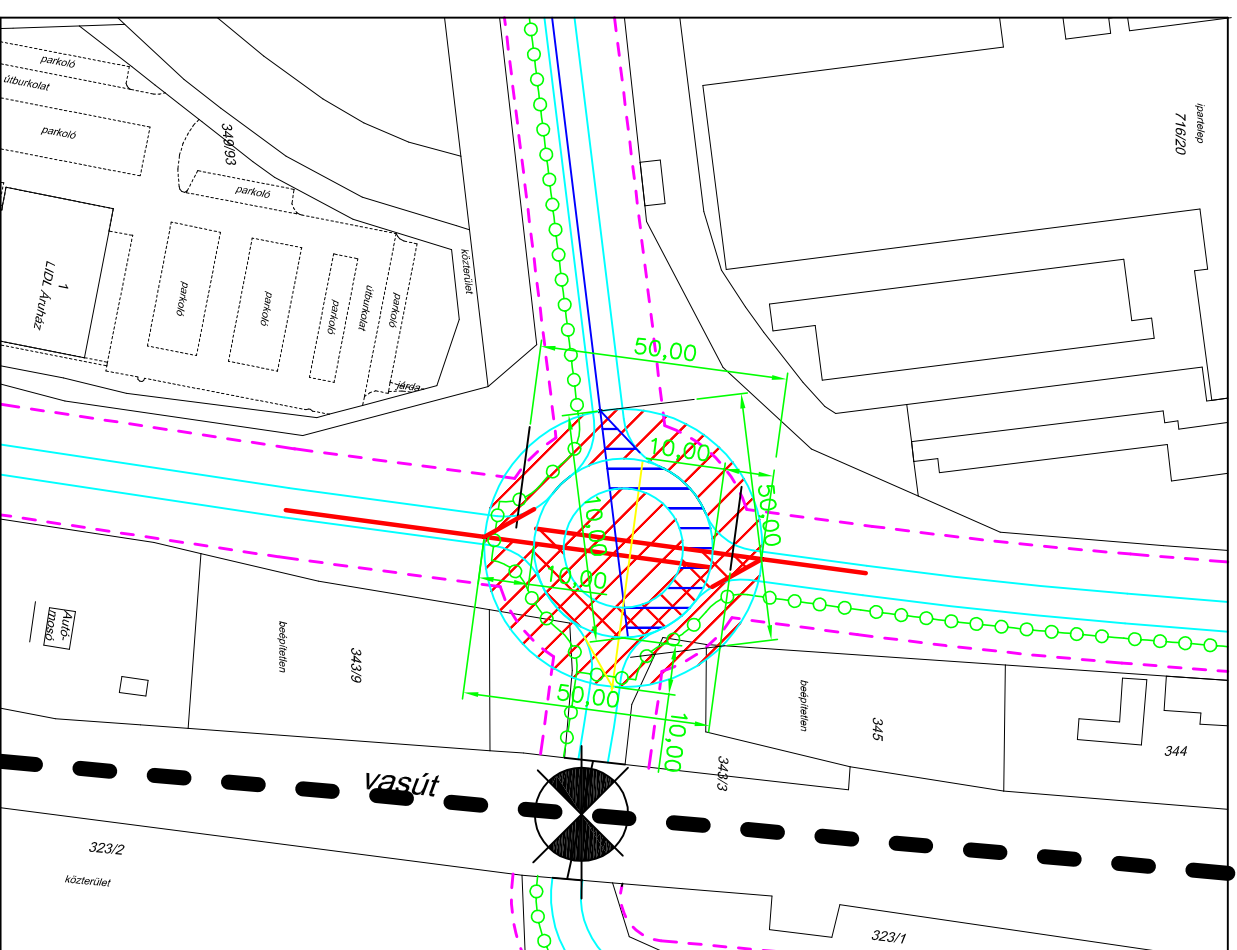 parkoló
útburkolat
parkoló
349/93
parkoló
ipartelep
716/20
közterület
1
LIDL Áruház
parkoló
parkoló
parkoló
útburkolat
parkoló
járda
50,00
10,00
50,00
10,00
10,00
50,00
10,00
Autó-
mosó
beépítetlen
343/9
beépítetlen
345
344
343/3
vasút
323/2
közterület
323/1